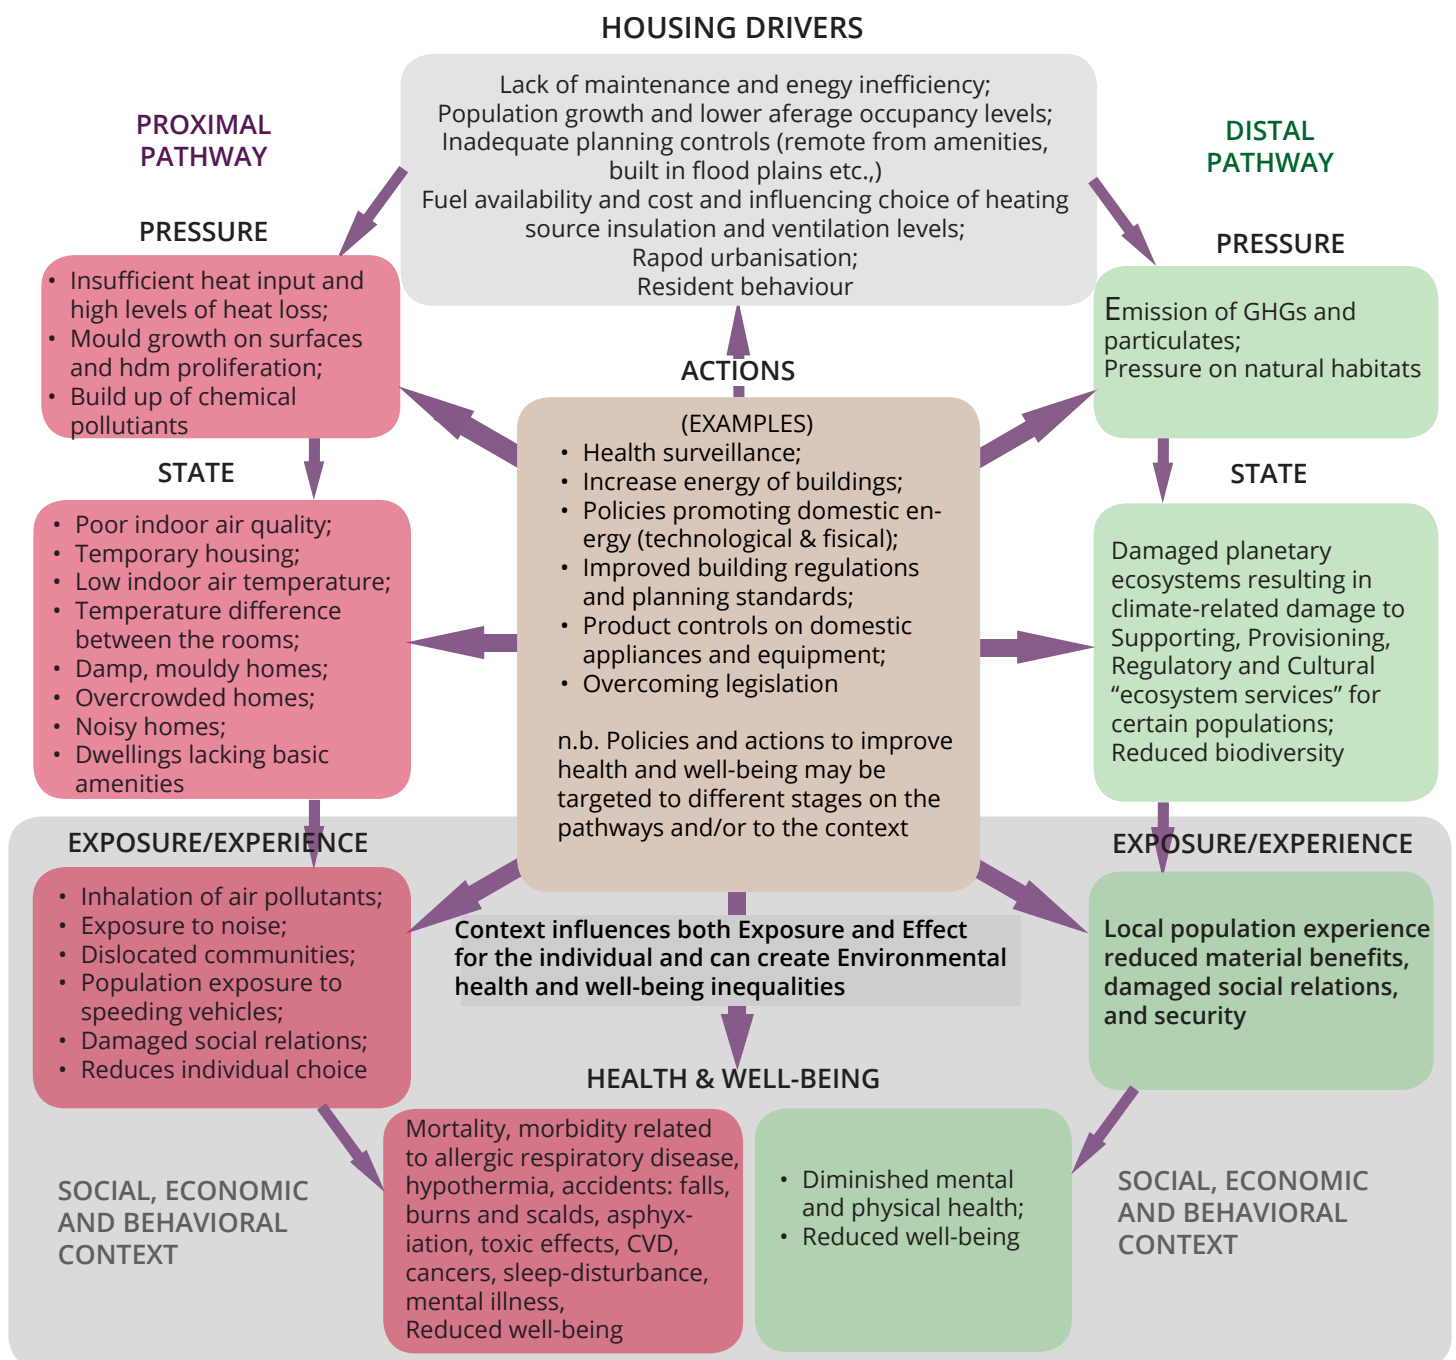 HOUSING DRIVERS
Lack of maintenance and enegy inefficiency;
Population growth and lower aferage occupancy levels;
Inadequate planning controls (remote from amenities,
built in flood plains etc.,)
Fuel availability and cost and influencing choice of heating
source insulation and ventilation levels;
Rapod urbanisation;
Resident behaviour
PROXIMAL
PATHWAY
PRESSURE
• Insufficient heat input and
high levels of heat loss;
• Mould growth on surfaces
and hdm proliferation;
• Build up of chemical
pollutiants
STATE
• Poor indoor air quality;
• Temporary housing;
• Low indoor air temperature;
• Temperature difference
between the rooms;
• Damp, mouldy homes;
• Overcrowded homes;
• Noisy homes;
• Dwellings lacking basic
amenities
EXPOSURE/EXPERIENCE
• Inhalation of air pollutants;
• Exposure to noise;
• Dislocated communities;
• Population exposure to
speeding vehicles;
• Damaged social relations;
• Reduces individual choice
SOCIAL, ECONOMIC
AND BEHAVIORAL
CONTEXT
ACTIONS
(EXAMPLES)
• Health surveillance;
• Increase energy of buildings;
• Policies promoting domestic en-
ergy (technological & fisical);
• Improved building regulations
and planning standards;
• Product controls on domestic
appliances and equipment;
• Overcoming legislation
n.b. Policies and actions to improve
health and well-being may be
targeted to different stages on the
pathways and/or to the context
Context influences both Exposure and Effect
for the individual and can create Environmental
health and well-being inequalities
HEALTH & WELL-BEING
Mortality, morbidity related
to allergic respiratory disease,
hypothermia, accidents: falls,
burns and scalds, asphyx-
iation, toxic effects, CVD,
cancers, sleep-disturbance,
mental illness,
Reduced well-being
• Diminished mental
and physical health;
• Reduced well-being
DISTAL
PATHWAY
PRESSURE
Emission of GHGs and
particulates;
Pressure on natural habitats
STATE
Damaged planetary
ecosystems resulting in
climate-related damage to
Supporting, Provisioning,
Regulatory and Cultural
“ecosystem services” for
certain populations;
Reduced biodiversity
EXPOSURE/EXPERIENCE
Local population experience
reduced material benefits,
damaged social relations,
and security
SOCIAL, ECONOMIC
AND BEHAVIORAL
CONTEXT